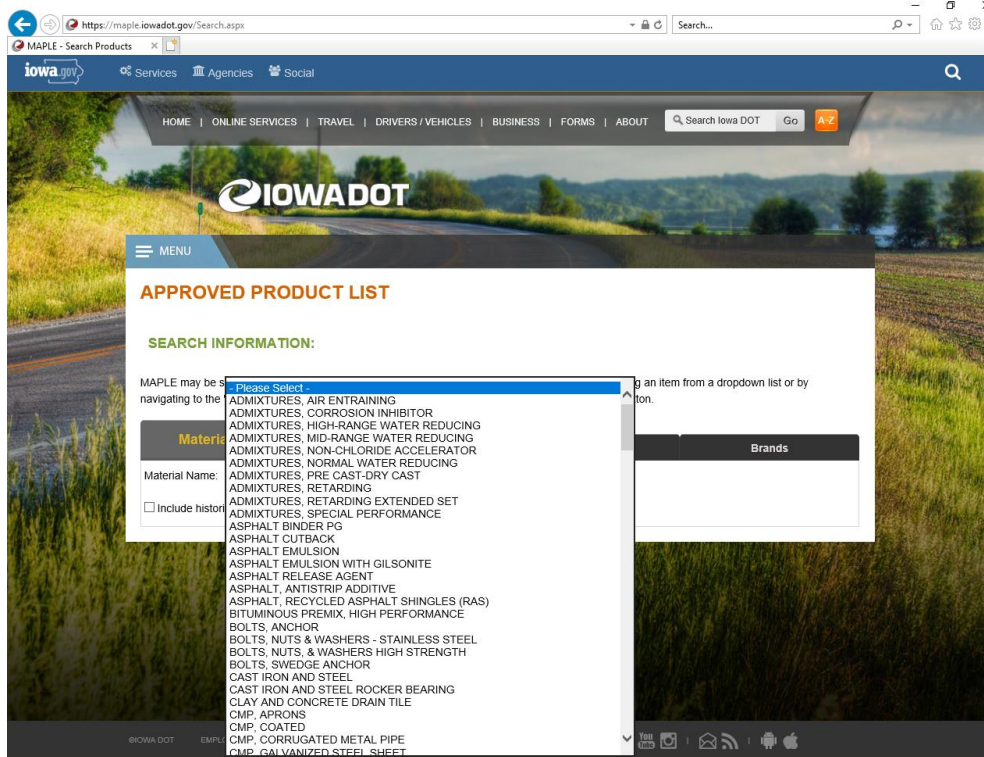 https://maple.iowadot.gov/Search.aspx
Search...
MAPLE - Search Products
iowa.gov Services Agencies Social
HOME | ONLINE SERVICES | TRAVEL | DRIVERS / VEHICLES | BUSINESS | FORMS | ABOUT Search Iowa DOT Go A-Z
IOWADOT
MENU
APPROVED PRODUCT LIST
SEARCH INFORMATION:
MAPLE may be s g an item from a dropdown list or by
navigating to the tton.
Materia Brands
Material Name:
Include histori
- Please Select -
ADMIXTURES, AIR ENTRAINING
ADMIXTURES, CORROSION INHIBITOR
ADMIXTURES, HIGH-RANGE WATER REDUCING
ADMIXTURES, MID-RANGE WATER REDUCING
ADMIXTURES, NON-CHLORIDE ACCELERATOR
ADMIXTURES, NORMAL WATER REDUCING
ADMIXTURES, PRE CAST-DRY CAST
ADMIXTURES, RETARDING
ADMIXTURES, RETARDING EXTENDED SET
ADMIXTURES, SPECIAL PERFORMANCE
ASPHALT BINDER PG
ASPHALT CUTBACK
ASPHALT EMULSION
ASPHALT EMULSION WITH GILSONITE
ASPHALT RELEASE AGENT
ASPHALT, ANTISTRIP ADDITIVE
ASPHALT, RECYCLED ASPHALT SHINGLES (RAS)
BITUMINOUS PREMIX, HIGH PERFORMANCE
BOLTS, ANCHOR
BOLTS, NUTS & WASHERS - STAINLESS STEEL
BOLTS, NUTS, & WASHERS HIGH STRENGTH
BOLTS, SWEDGE ANCHOR
CAST IRON AND STEEL
CAST IRON AND STEEL ROCKER BEARING
CLAY AND CONCRETE DRAIN TILE
CMP, APRONS
CMP, COATED
CMP, CORRUGATED METAL PIPE
CMP, GALVANIZED STEEL SHEET
©IOWA DOT EMPL
You Tube